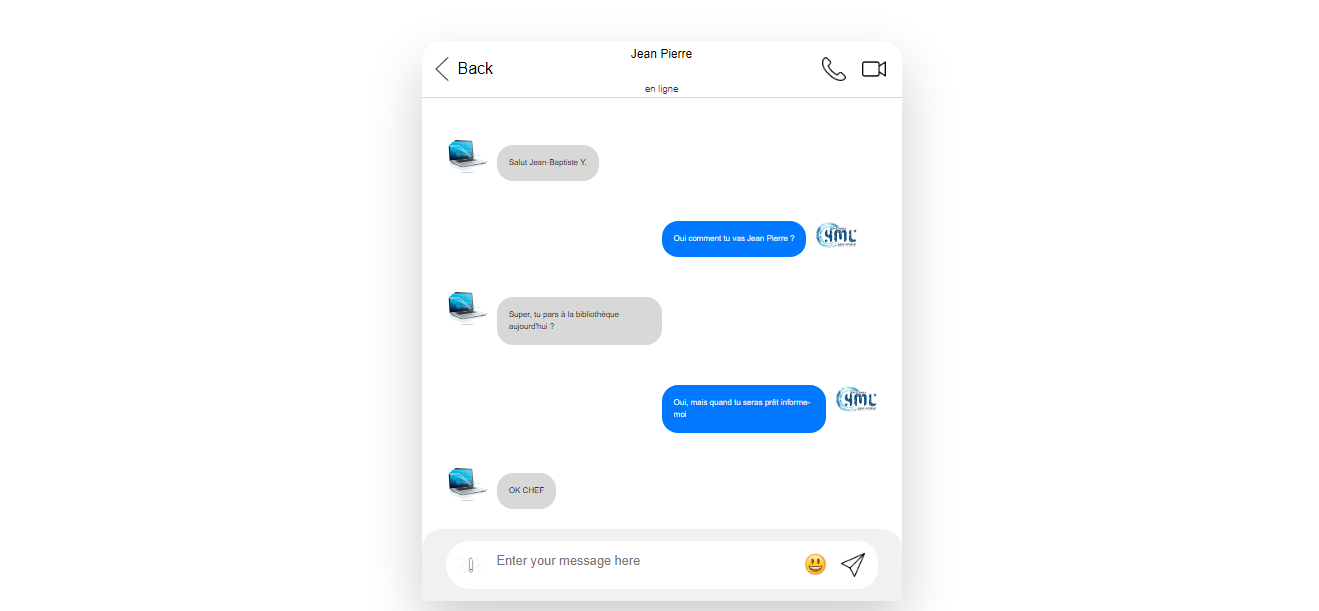 Jean Pierre
Back
en ligne
Salut Jean-Baptiste Y.
Oui comment tu vas Jean Pierre ?
YML
Super, tu pars à la bibliothèque
aujourd'hui ?
Oui, mais quand tu seras prêt informe-
moi
YML
OK CHEF
Enter your message here